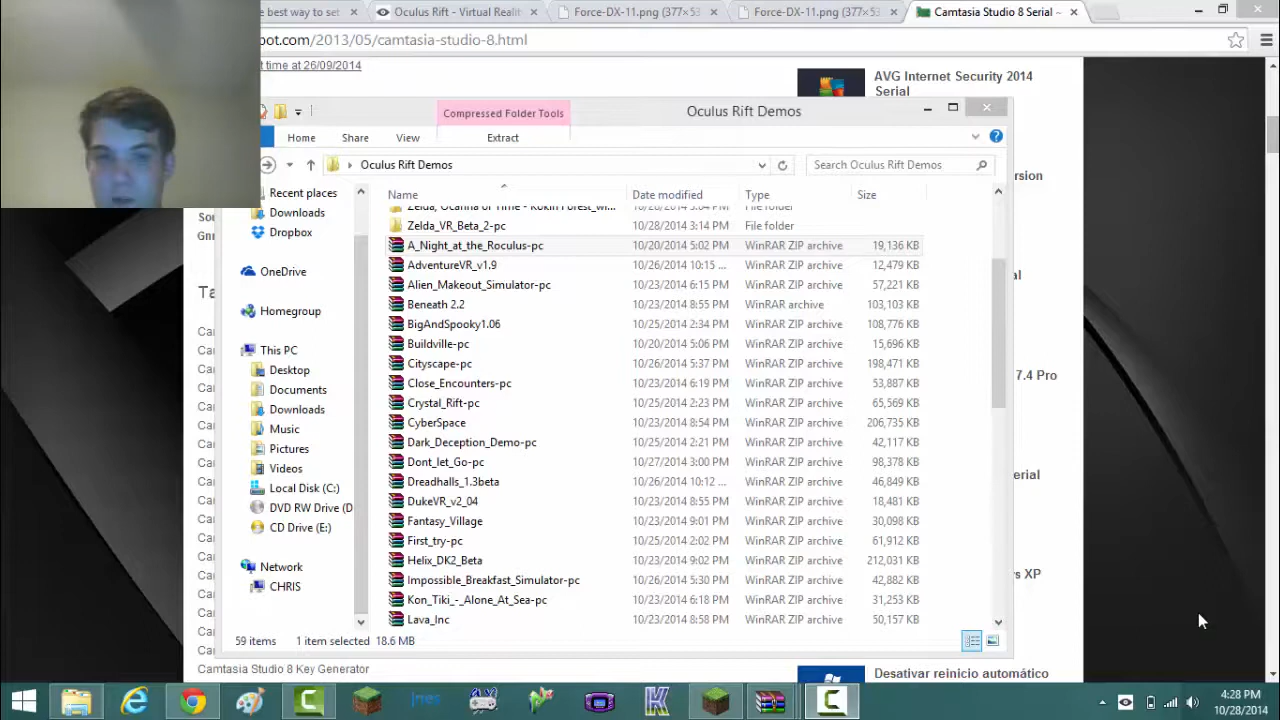 e best way to set
Oculus Rift - Virtual Realit
Force-DX-11.png (377×
Force-DX-11.png (377×5
Camtasia Studio 8 Serial ~
pot.com/2013/05/camtasia-studio-8.html
t time at 26/09/2014
AVG Internet Security 2014
Serial
Compressed Folder Tools
Oculus Rift Demos
Home
Share
View
Extract
Oculus Rift Demos
Search Oculus Rift Demos
ersion
Recent places
Downloads
Dropbox
OneDrive
Homegroup
This PC
Desktop
Documents
Downloads
Music
Pictures
Videos
Local Disk (C:)
DVD RW Drive (D
CD Drive (E:)
Network
CHRIS
Name
Date modified
Type
Size
Zelda_VR_Beta_2-pc 10/28/2014 3:14 PM File folder
A_Night_at_the_Roculus-pc 10/20/2014 5:02 PM WinRAR ZIP archive 19,136 KB
AdventureVR_v1.9 10/26/2014 10:15 ... WinRAR ZIP archive 12,479 KB
Alien_Makeout_Simulator-pc 10/23/2014 6:15 PM WinRAR ZIP archive 57,221 KB
Beneath 2.2 10/23/2014 8:55 PM WinRAR archive 103,103 KB
BigAndSpooky1.06 10/25/2014 2:34 PM WinRAR ZIP archive 108,776 KB
Buildville-pc 10/20/2014 5:06 PM WinRAR ZIP archive 15,696 KB
Cityscape-pc 10/26/2014 5:37 PM WinRAR ZIP archive 198,471 KB
Close_Encounters-pc 10/23/2014 6:19 PM WinRAR ZIP archive 53,887 KB
Crystal_Rift-pc 10/25/2014 2:23 PM WinRAR ZIP archive 65,569 KB
CyberSpace 10/23/2014 8:54 PM WinRAR ZIP archive 206,735 KB
Dark_Deception_Demo-pc 10/25/2014 2:21 PM WinRAR ZIP archive 42,117 KB
Dont_let_Go-pc 10/27/2014 3:00 PM WinRAR ZIP archive 98,378 KB
Dreadhalls_1.3beta 10/26/2014 10:12 ... WinRAR ZIP archive 46,849 KB
DukeVR_v2_04 10/23/2014 8:55 PM WinRAR ZIP archive 18,481 KB
Fantasy_Village 10/23/2014 9:01 PM WinRAR ZIP archive 30,098 KB
First_try-pc 10/25/2014 2:02 PM WinRAR ZIP archive 61,912 KB
Helix_DK2_Beta 10/23/2014 9:02 PM WinRAR ZIP archive 212,031 KB
Impossible_Breakfast_Simulator-pc 10/26/2014 5:30 PM WinRAR ZIP archive 42,882 KB
Kon_Tiki_-_Alone_At_Sea-pc 10/23/2014 6:18 PM WinRAR ZIP archive 31,253 KB
Lava_Inc 10/23/2014 8:58 PM WinRAR ZIP archive 50,157 KB
59 items 1 item selected 18.6 MB
7.4 Pro
erial
s XP
Camtasia Studio 8 Key Generator
Desativar reinicio automático
4:28 PM
10/28/2014